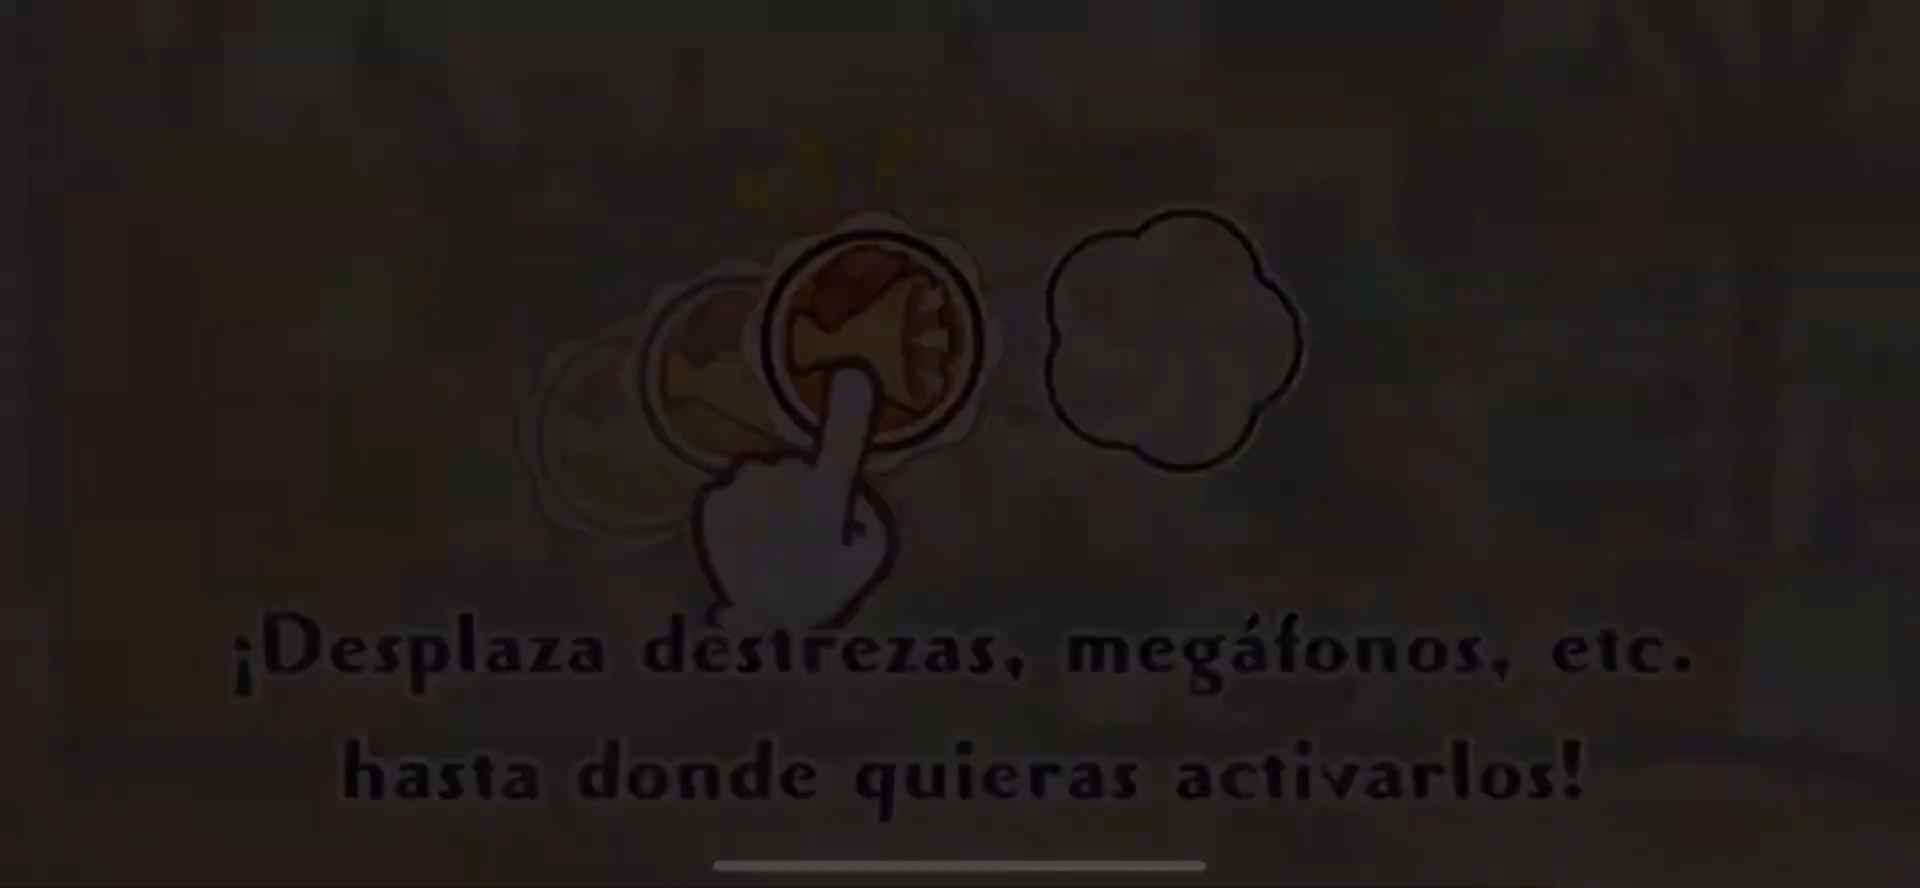 ¡Desplaza destrezas, megáfonos, etc.
hasta donde quieras activarlos!